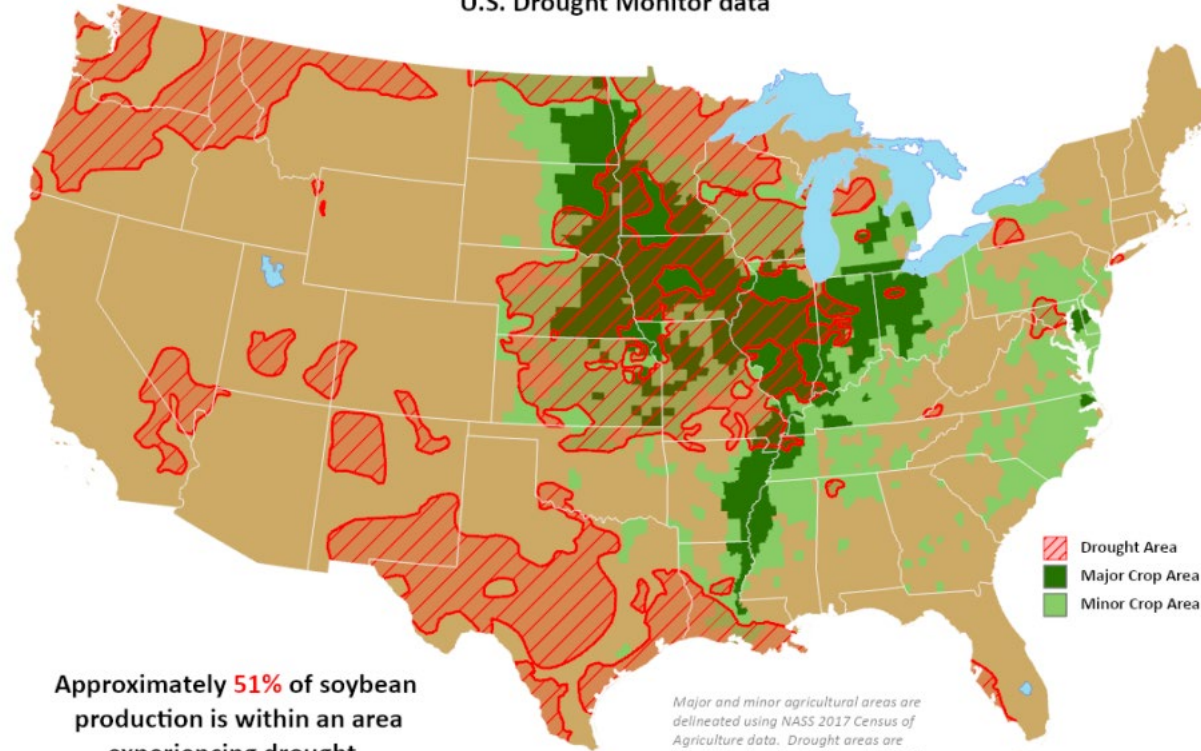 U.S. Drought Monitor data
Drought Area
Major Crop Area
Minor Crop Area
Approximately 51% of soybean
production is within an area
experiencing drought
Major and minor agricultural areas are
delineated using NASS 2017 Census of
Agriculture data. Drought areas are